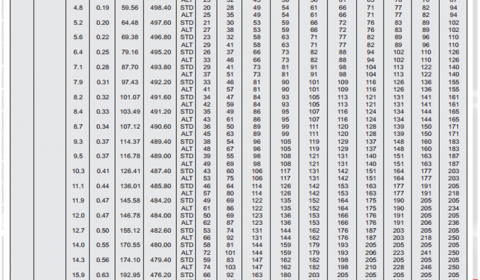 4.8 0.19 59.56 498.40 STD 20 28 49 54 61 66 71 77 82 94
ALT 25 35 49 54 61 66 71 77 82 94
5.2 0.20 64.48 497.60 STD 21 30 53 59 66 72 76 83 89 103
ALT 27 38 53 59 66 72 76 83 89 103
5.6 0.22 69.38 496.80 STD 23 32 58 63 71 77 82 89 96 110
ALT 29 41 58 63 71 77 82 89 96 110
6.4 0.25 79.16 495.20 STD 26 37 66 73 82 88 94 102 110 126
ALT 33 46 66 73 82 88 94 102 110 126
7.1 0.28 87.70 493.80 STD 29 41 73 81 91 98 104 113 122 140
ALT 37 51 73 81 91 98 104 113 122 140
7.9 0.31 97.43 492.20 STD 33 46 81 90 101 109 116 126 136 155
ALT 41 57 81 90 101 109 116 126 136 155
8.2 0.32 101.07 491.60 STD 34 47 84 93 105 113 121 131 141 161
ALT 42 59 84 93 105 113 121 131 141 161
8.4 0.33 103.49 491.20 STD 35 49 86 95 107 116 124 134 144 165
ALT 43 61 86 95 107 116 124 134 144 165
8.7 0.34 107.12 490.60 STD 36 50 89 99 111 120 128 139 150 171
ALT 45 63 89 99 111 120 128 139 150 171
9.3 0.37 114.37 489.40 STD 38 54 96 105 119 129 137 148 160 183
ALT 48 67 96 105 119 129 137 148 160 183
9.5 0.37 116.78 489.00 STD 39 55 98 108 121 131 140 151 163 187
ALT 49 68 98 108 121 131 140 151 163 187
10.3 0.41 126.41 487.40 STD 43 60 106 117 131 142 151 164 177 203
ALT 53 75 106 117 131 142 151 164 177 203
11.1 0.44 136.01 485.80 STD 46 64 114 126 142 153 163 177 191 205
ALT 57 80 114 126 142 153 163 177 191 218
11.9 0.47 145.58 484.20 STD 49 69 122 135 152 164 175 190 205 205
ALT 61 86 122 135 152 164 175 190 205 234
12.0 0.47 146.78 484.00 STD 50 69 123 136 153 166 176 191 205 205
ALT 62 87 123 136 153 166 176 191 206 236
12.7 0.50 155.12 482.60 STD 53 74 131 144 162 176 187 203 205 205
ALT 66 92 131 144 162 176 187 203 218 205
14.0 0.55 170.55 480.00 STD 58 81 144 159 179 193 205 205 205 205
ALT 72 101 144 159 179 193 206 223 241 250
14.3 0.56 174.10 479.40 STD 59 83 147 162 182 198 205 205 205 205
ALT 74 103 147 162 182 198 210 228 246 250
15.9 0.63 192.95 476.20 STD 66 92 163 180 203 205 205 205 205 205